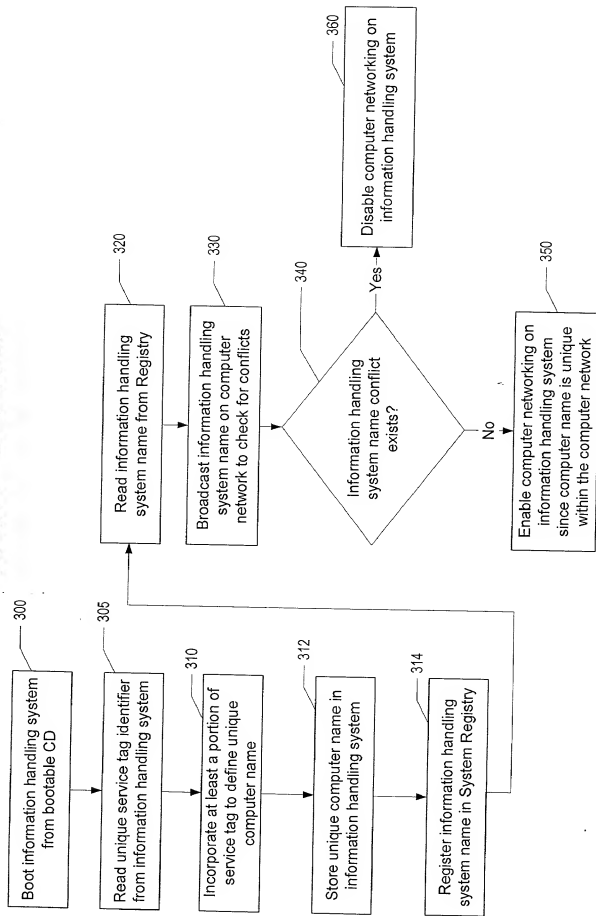 300
Boot information handling system
from bootable CD
305
Read unique service tag identifier
from information handling system
310
Incorporate at least a portion of
service tag to define unique
computer name
312
Store unique computer name in
information handling system
314
Register information handling
system name in System Registry
320
Read information handling
system name from Registry
330
Broadcast information handling
system name on computer
network to check for conflicts
340
Information handling
system name conflict
exists?
Yes
360
Disable computer networking on
information handling system
No
350
Enable computer networking on
information handling system
since computer name is unique
within the computer network